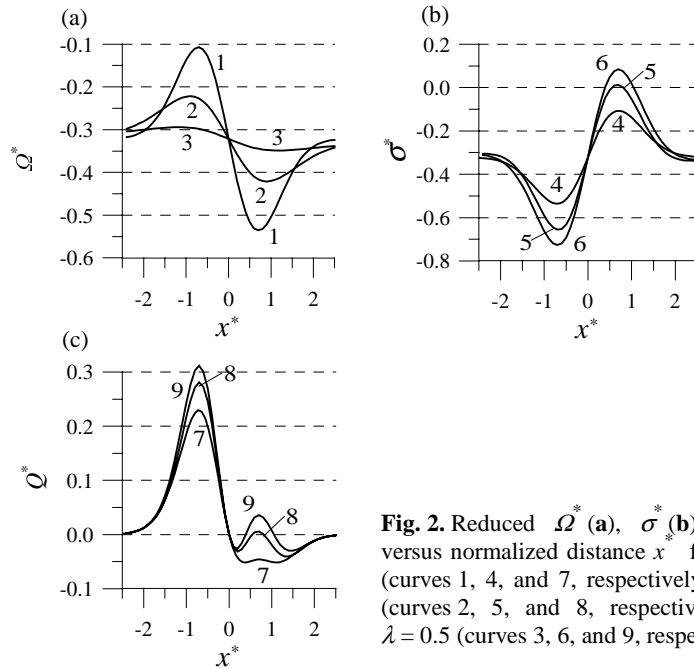 (a)
-0.1
-0.2
-0.3
-0.4
-0.5
-0.6
Ω*
1
2
3
3
2
1
-2 -1 0 1 2
x*
(b)
0.2
0.0
-0.2
-0.4
-0.6
-0.8
σ*
6
5
4
4
5
6
-2 -1 0 1 2
x*
(c)
0.3
0.2
0.1
0.0
-0.1
Q*
9
8
7
9
8
7
-2 -1 0 1 2
x*
Fig. 2. Reduced Ω* (a), σ* (b)
versus normalized distance x*
(curves 1, 4, and 7, respectively
(curves 2, 5, and 8, respective
λ = 0.5 (curves 3, 6, and 9, respe